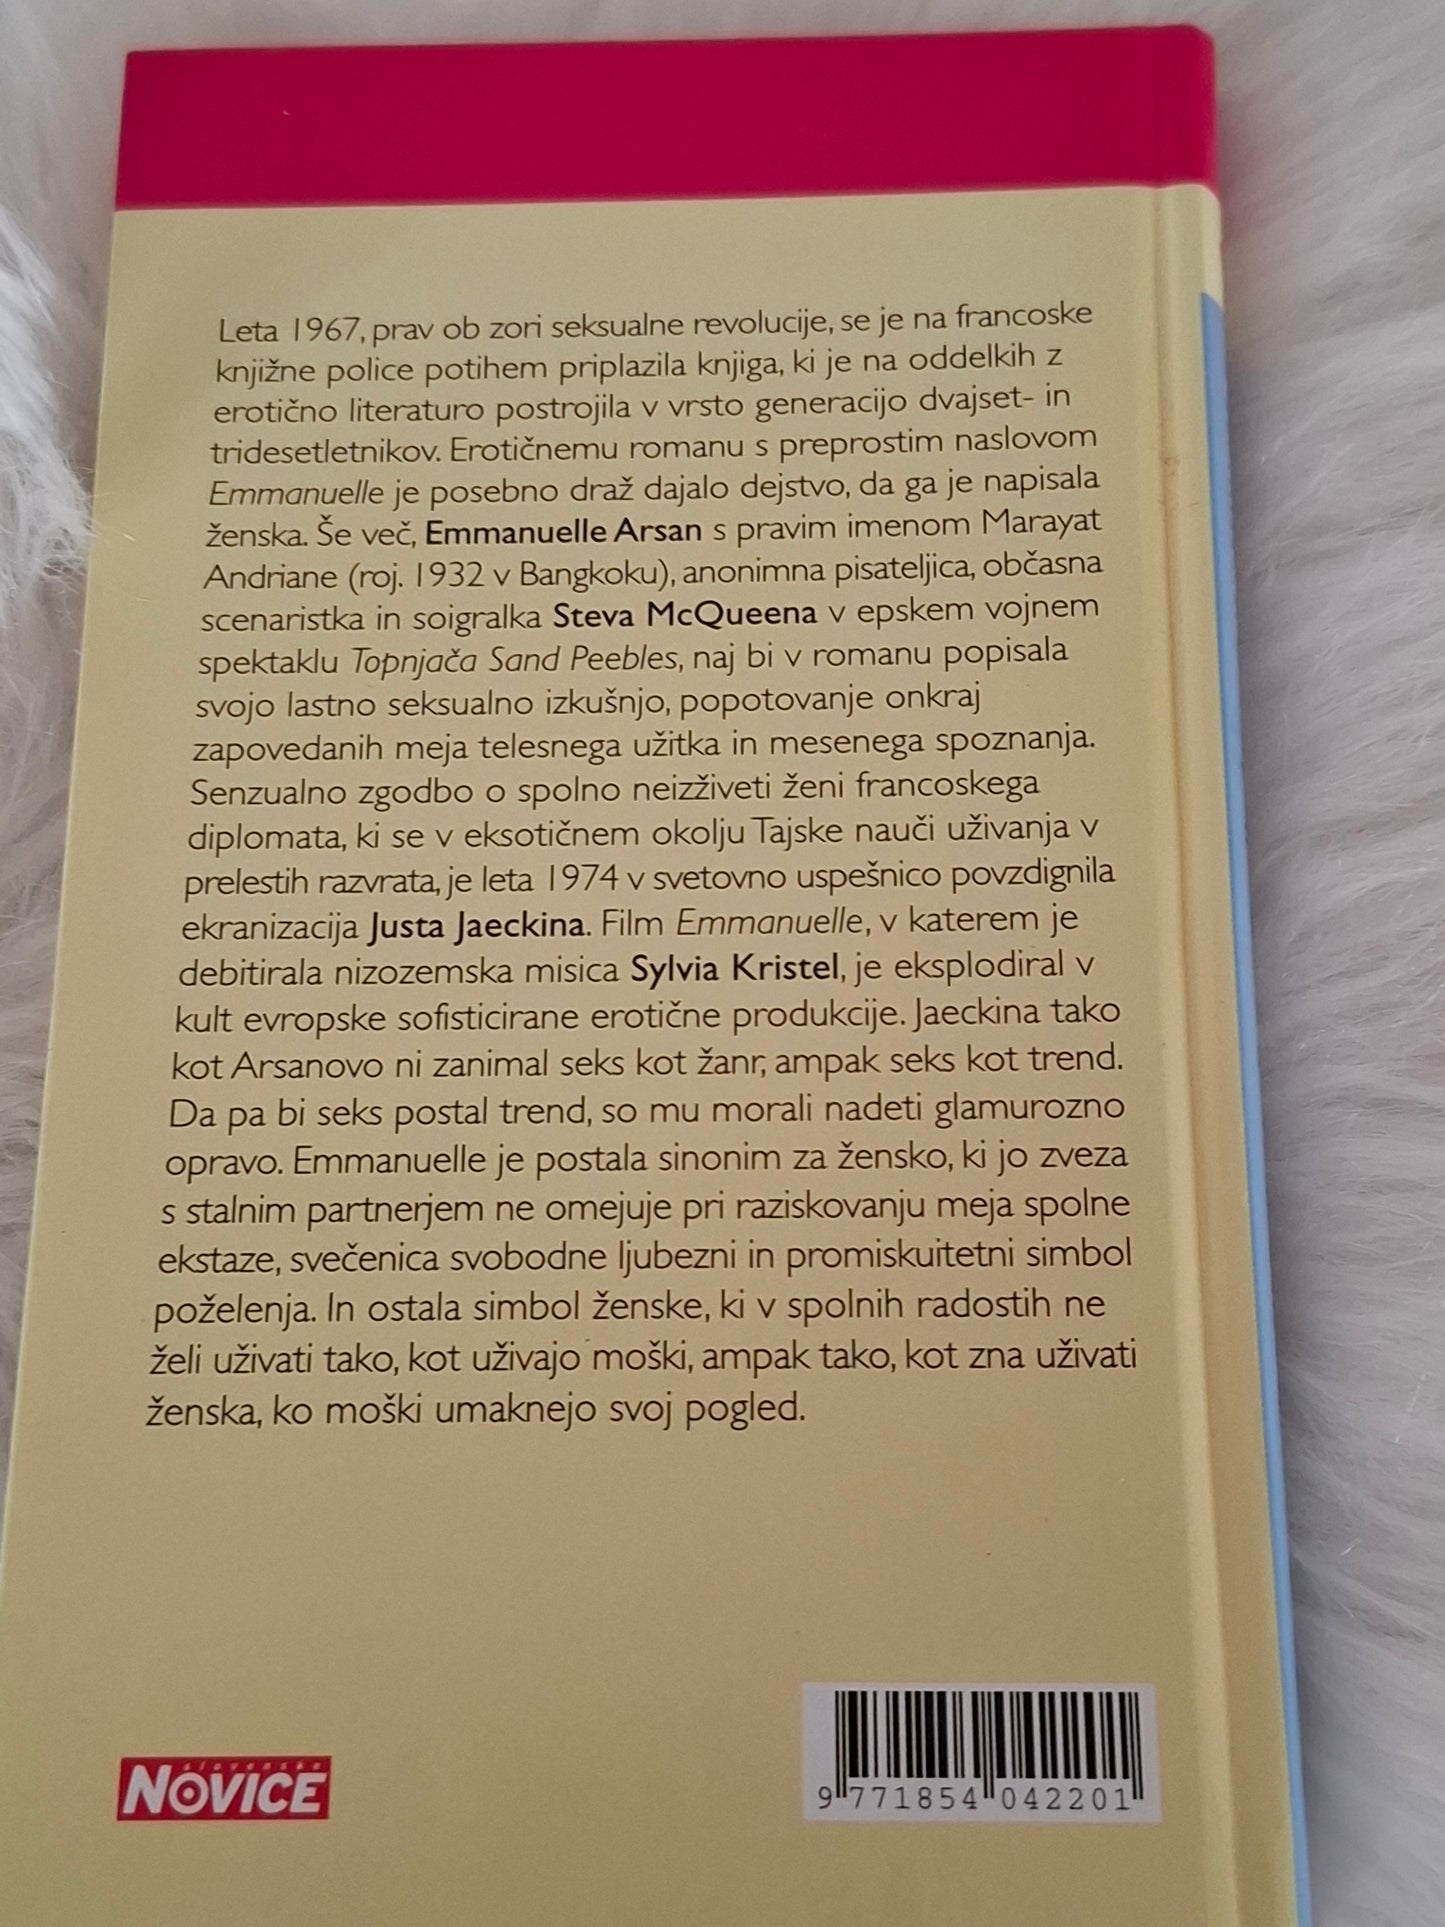 Leta 1967, prav ob zori seksualne revolucije, se je na francoske
knjižne police potihem priplazila knjiga, ki je na oddelkih z
erotično literaturo postrojila v vrsto generacijo dvajset- in
tridesetletnikov. Erotičnemu romanu s preprostim naslovom
Emmanuelle je posebno draž dajalo dejstvo, da ga je napisala
ženska. Še več, Emmanuelle Arsan s pravim imenom Marayat
Andriane (roj. 1932 v Bangkoku), anonimna pisateljica, občasna
scenaristka in soigralka Steva McQueena v epskem vojnem
spektaklu Topnjača Sand Peebles, naj bi v romanu popisala
svojo lastno seksualno izkušnjo, popotovanje onkraj
zapovedanih meja telesnega užitka in mesenega spoznanja.
Senzualno zgodbo o spolno neizživeti ženi francoskega
diplomata, ki se v eksotičnem okolju Tajske nauči uživanja v
prelestih razvrata, je leta 1974 v svetovno uspešnico povzdignila
ekranizacija Justa Jaeckina. Film Emmanuelle, v katerem je
debitirala nizozemska misica Sylvia Kristel, je eksplodiral v
kult evropske sofisticirane erotične produkcije. Jaeckina tako
kot Arsanovo ni zanimal seks kot žanr, ampak seks kot trend.
Da pa bi seks postal trend, so mu morali nadeti glamurozno
opravo. Emmanuelle je postala sinonim za žensko, ki jo zveza
s stalnim partnerjem ne omejuje pri raziskovanju meja spolne
ekstaze, svečenica svobodne ljubezni in promiskuitetni simbol
poželenja. In ostala simbol ženske, ki v spolnih radostih ne
želi uživati tako, kot uživajo moški, ampak tako, kot zna uživati
ženska, ko moški umaknejo svoj pogled.
slovenske
NOVICE
9 771854 042201